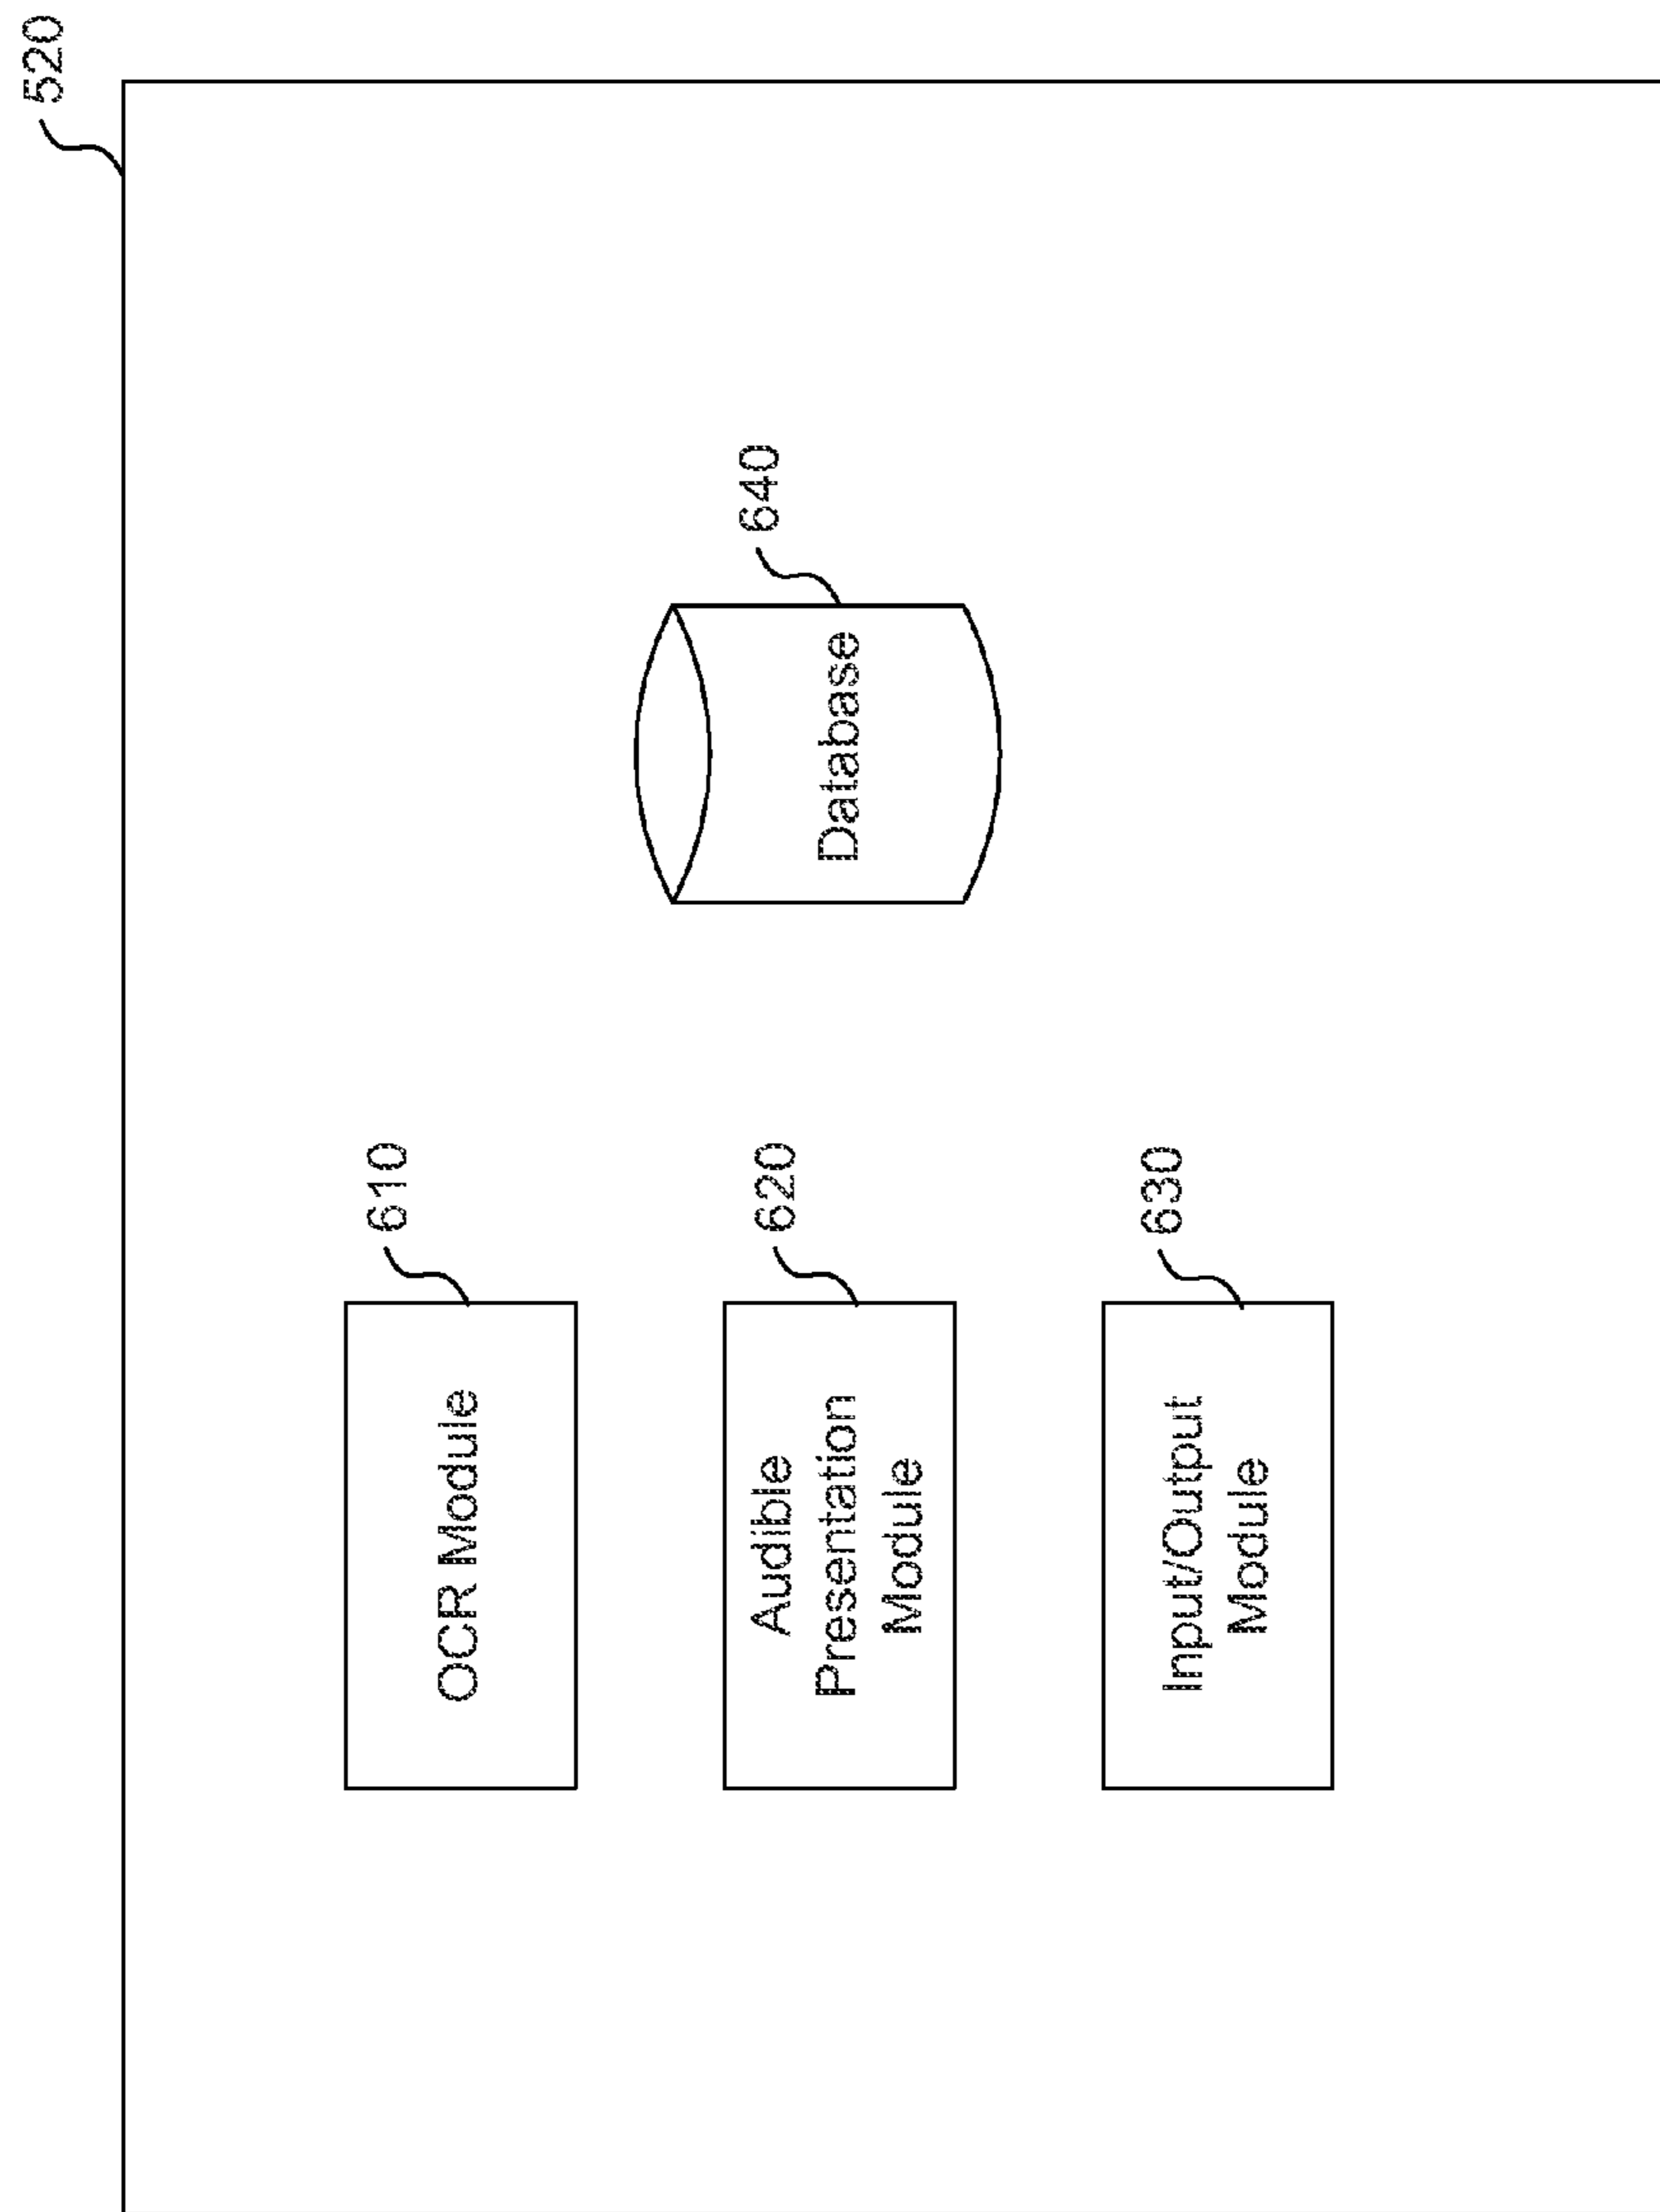 520
610
OCR Module
620
Audible
Presentation
Module
630
Input/Output
Module
640
Database